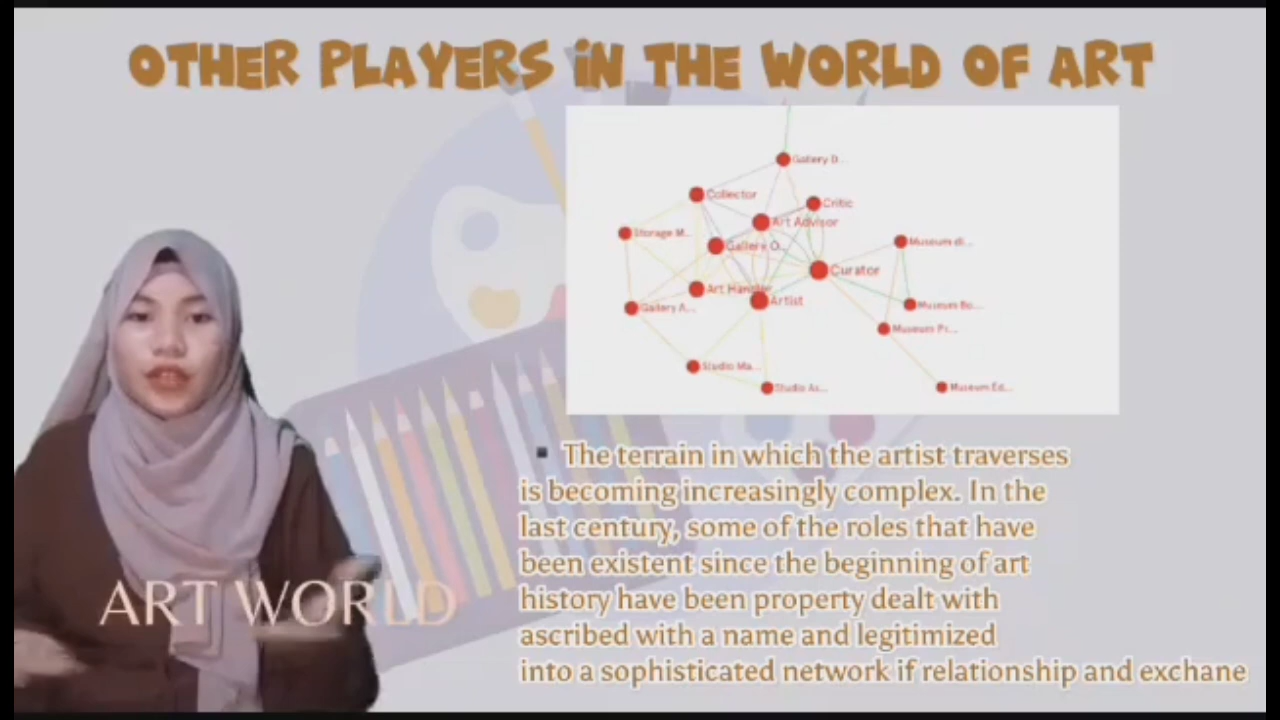 OTHER PLAYERS iN THE WORLD OF ART
Gallery D...
Collector
Critic
Art Advisor
Storage M...
Gallery O...
Museum di...
Curator
Art Handler
Artist
Gallery A...
Museum Bo...
Museum Pr...
Studio Ma...
Studio As...
Museum Ed...
▪ The terrain in which the artist traverses
is becoming increasingly complex. In the
last century, some of the roles that have
been existent since the beginning of art
history have been property dealt with
ascribed with a name and legitimized
into a sophisticated network if relationship and exchane
ART WORLD